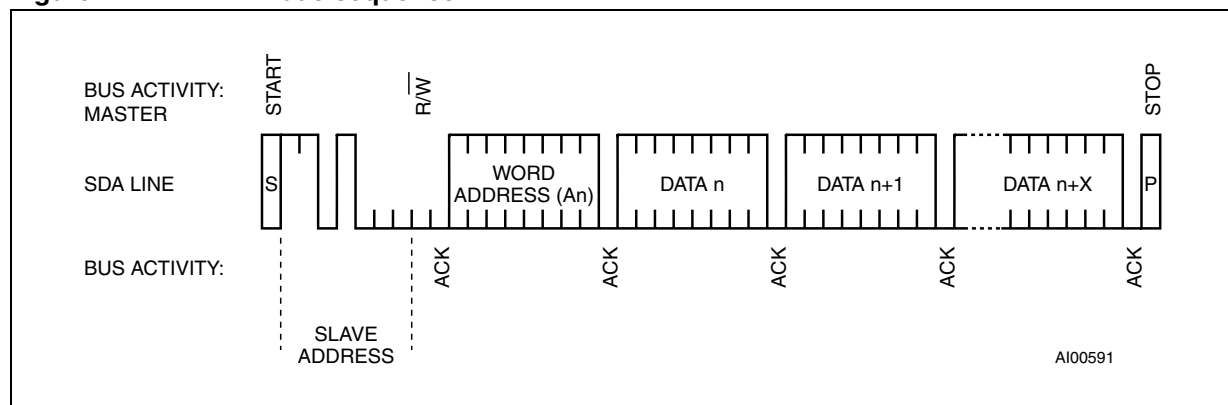 START
R/W
STOP
BUS ACTIVITY:
MASTER
SDA LINE
S
WORD
ADDRESS (An)
DATA n
DATA n+1
DATA n+X
P
BUS ACTIVITY:
ACK
ACK
ACK
ACK
ACK
SLAVE
ADDRESS
AI00591